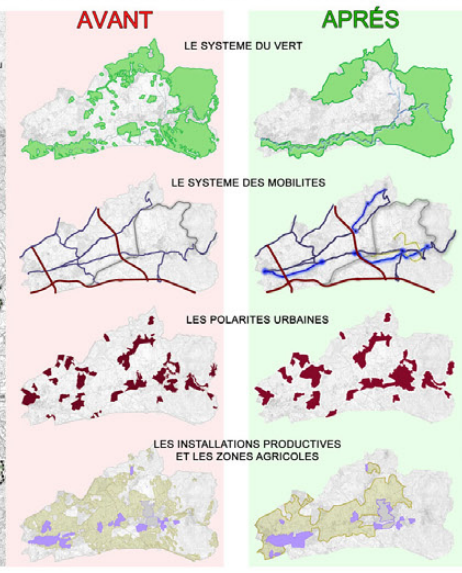 AVANT
APRÉS
LE SYSTEME DU VERT
LE SYSTEME DES MOBILITES
LES POLARITES URBAINES
LES INSTALLATIONS PRODUCTIVES
ET LES ZONES AGRICOLES